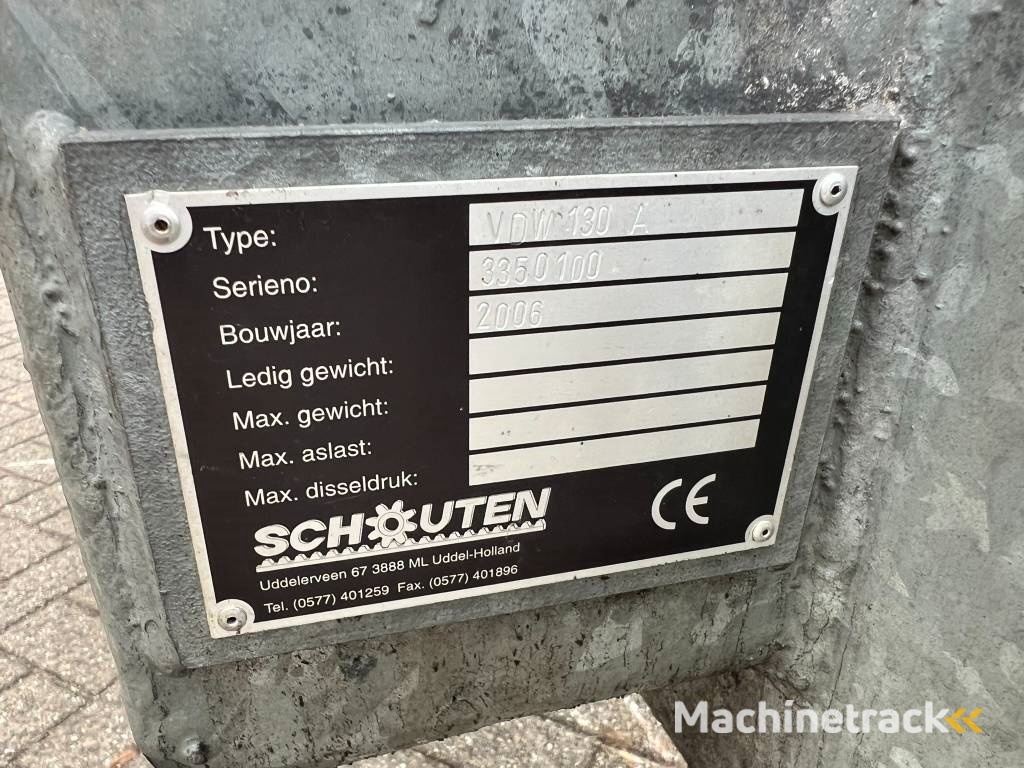 Type: VDW 130 A
Serieno: 3350100
Bouwjaar: 2006
Ledig gewicht:
Max. gewicht:
Max. aslast:
Max. disseldruk:
SCHOUTEN
CE
Uddelerveen 67 3888 ML Uddel-Holland
Tel. (0577) 401259 Fax. (0577) 401896
Machinetrack